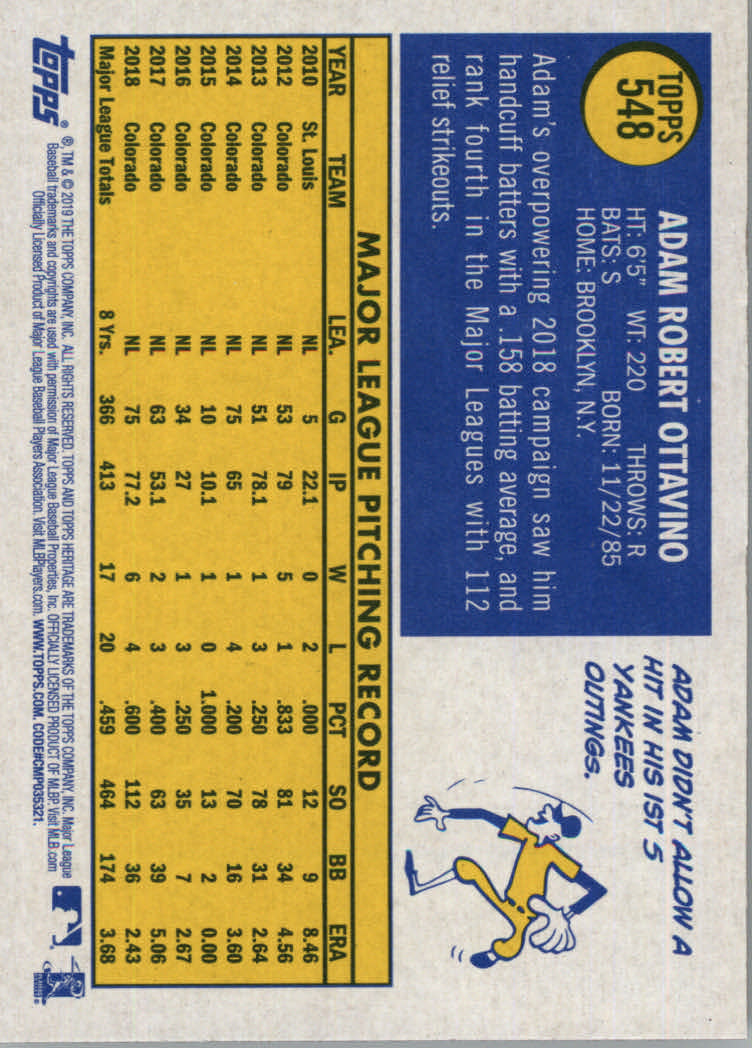 TOPPS
548
ADAM ROBERT OTTAVINO
HT: 6'5" WT: 220 THROWS: R
BATS: S BORN: 11/22/85
HOME: BROOKLYN, N.Y.
Adam's overpowering 2018 campaign saw him
handcuff batters with a .158 batting average, and
rank fourth in the Major Leagues with 112
relief strikeouts.
ADAM DIDN'T ALLOW A
HIT IN HIS 1ST 5
YANKEES
OUTINGS.
MAJOR LEAGUE PITCHING RECORD
YEAR TEAM LEA. G IP W L PCT SO BB ERA
2010 St. Louis NL 5 22.1 0 2 .000 12 9 8.46
2012 Colorado NL 53 79 5 1 .833 81 34 4.56
2013 Colorado NL 51 78.1 1 3 .250 78 31 2.64
2014 Colorado NL 75 65 1 4 .200 70 16 3.60
2015 Colorado NL 10 10.1 1 0 1.000 13 2 0.00
2016 Colorado NL 34 27 1 3 .250 35 7 2.67
2017 Colorado NL 63 53.1 2 3 .400 63 39 5.06
2018 Colorado NL 75 77.2 6 4 .600 112 36 2.43
Major League Totals 8 Yrs. 366 413 17 20 .459 464 174 3.68
topps®
®, TM & © 2019 THE TOPPS COMPANY, INC. ALL RIGHTS RESERVED. TOPPS AND TOPPS HERITAGE ARE TRADEMARKS OF THE TOPPS COMPANY, INC. Major League
Baseball trademarks and copyrights are used with permission of Major League Baseball Properties, Inc. OFFICIALLY LICENSED PRODUCT OF MLBP Visit MLB.com
Officially Licensed Product of Major League Baseball Players Association. Visit MLBPlayers.com. WWW.TOPPS.COM. CODE#CMP035321.